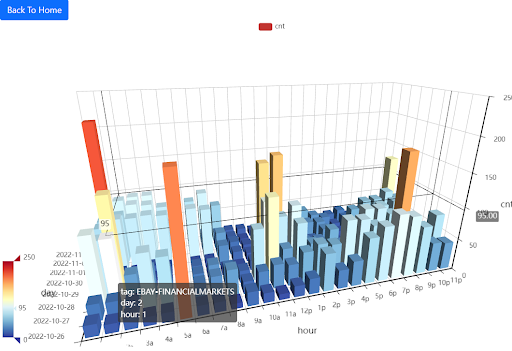 Back To Home
cnt
250
200
150
cnt
100
95.00
50
0
95
250
95
0
2022-11
2022-11-
2022-11-01
2022-10-30
day
2022-10-29
2022-10-28
2022-10-27
2022-10-26
tag: EBAY-FINANCIALMARKETS
day: 2
hour: 1
2a
3a
4a
5a
6a
7a
8a
9a
10a
11a
12a
1p
2p
3p
4p
5p
6p
7p
8p
9p
10p
11p
hour